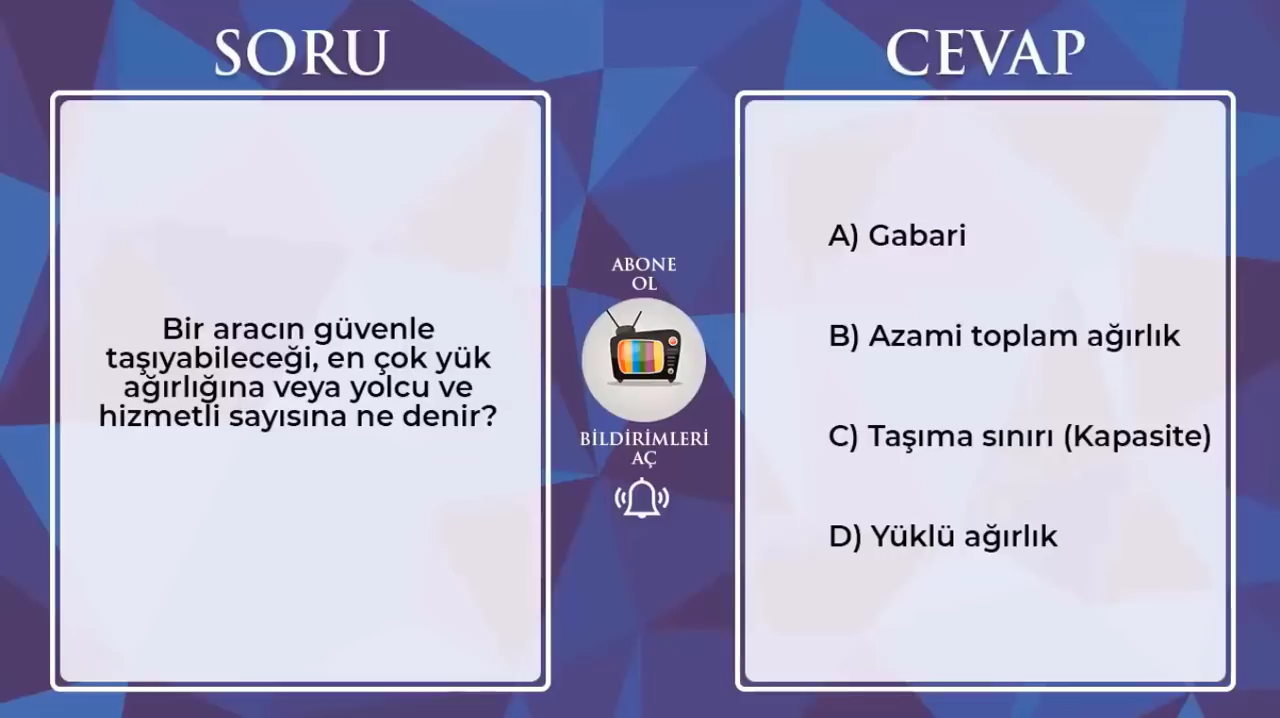 SORU
Bir aracın güvenle
taşıyabileceği, en çok yük
ağırlığına veya yolcu ve
hizmetli sayısına ne denir?
ABONE
OL
BİLDİRİMLERİ
AÇ
CEVAP
A) Gabari
B) Azami toplam ağırlık
C) Taşıma sınırı (Kapasite)
D) Yüklü ağırlık